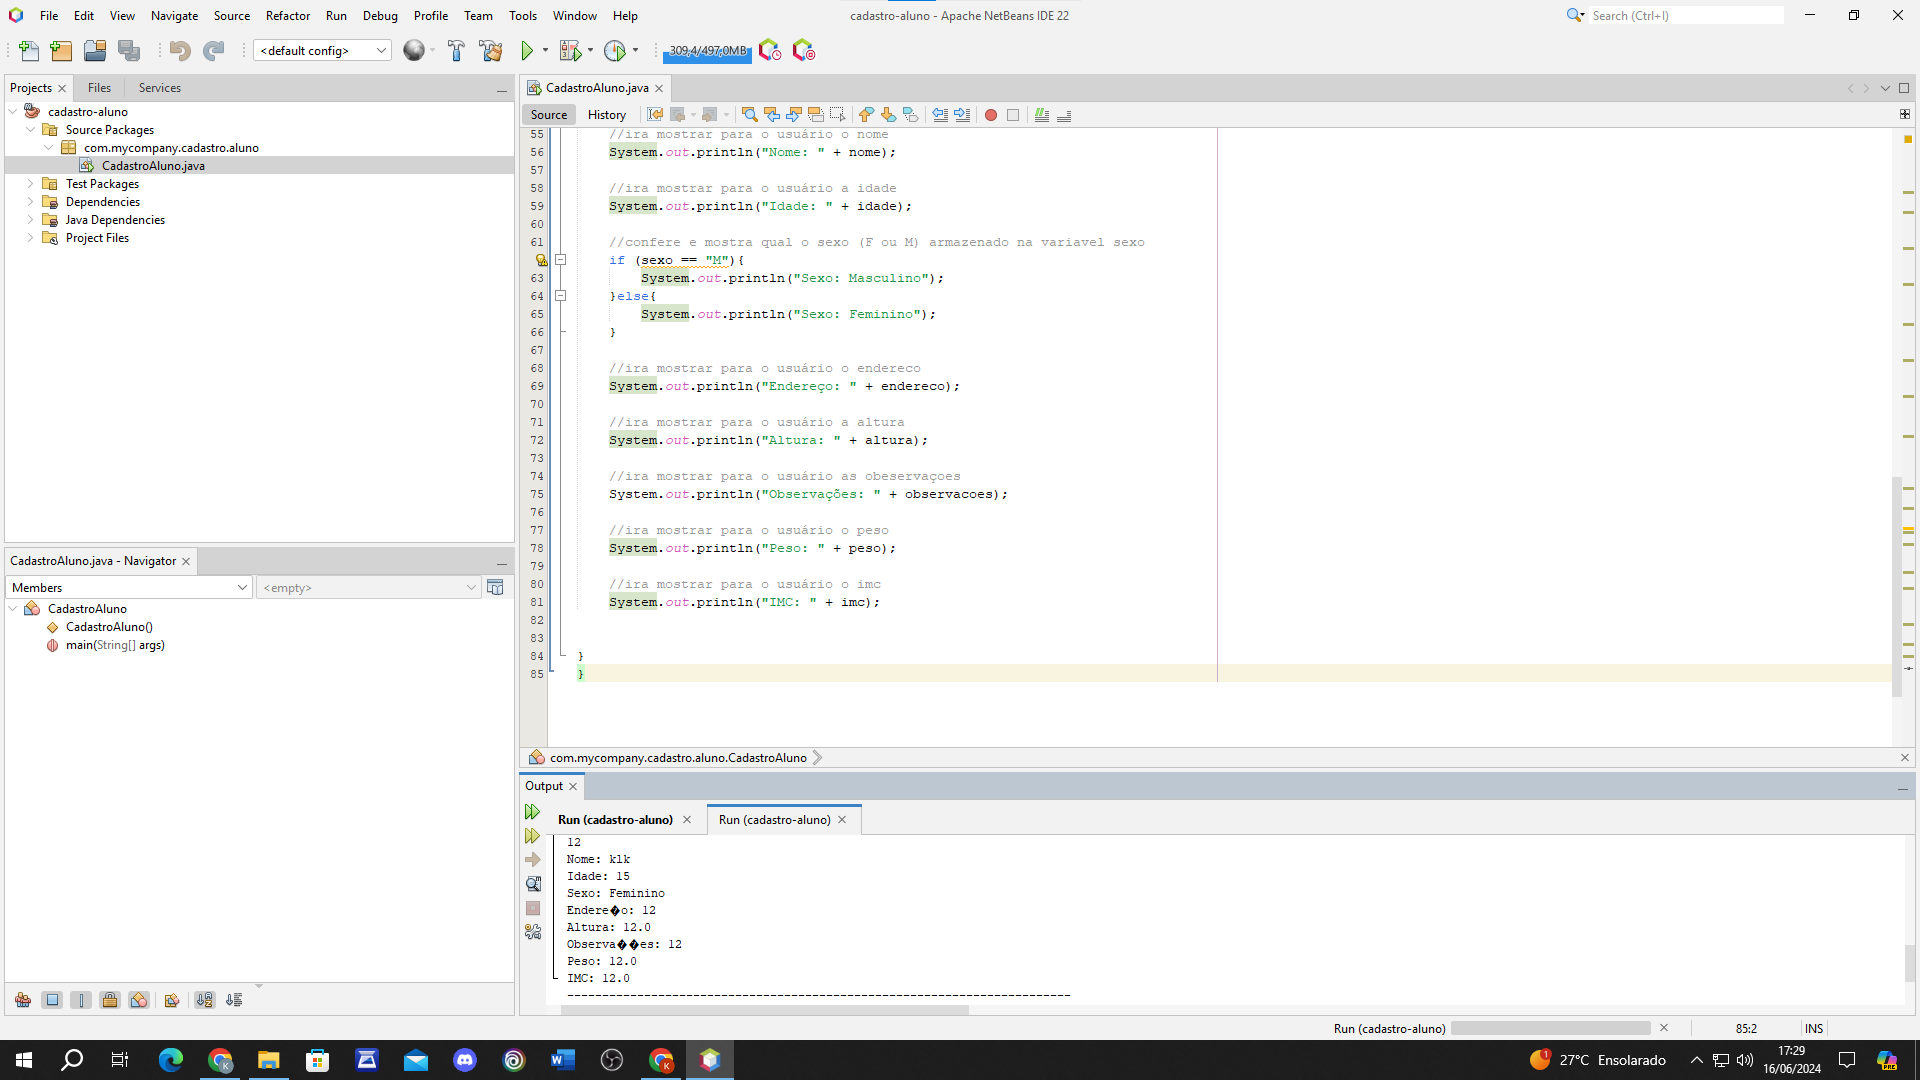 File Edit View Navigate Source Refactor Run Debug Profile Team Tools Window Help
cadastro-aluno - Apache NetBeans IDE 22
Search (Ctrl+I)
<default config>
309,4/497,0MB
Projects Files Services
cadastro-aluno
Source Packages
com.mycompany.cadastro.aluno
CadastroAluno.java
Test Packages
Dependencies
Java Dependencies
Project Files
CadastroAluno.java - Navigator
Members <empty>
CadastroAluno
CadastroAluno()
main(String[] args)
CadastroAluno.java
Source History
55 //ira mostrar para o usuário o nome
56 System.out.println("Nome: " + nome);
57
58 //ira mostrar para o usuário a idade
59 System.out.println("Idade: " + idade);
60
61 //confere e mostra qual o sexo (F ou M) armazenado na variavel sexo
if (sexo == "M"){
63 System.out.println("Sexo: Masculino");
64 }else{
65 System.out.println("Sexo: Feminino");
66 }
67
68 //ira mostrar para o usuário o endereco
69 System.out.println("Endereço: " + endereco);
70
71 //ira mostrar para o usuário a altura
72 System.out.println("Altura: " + altura);
73
74 //ira mostrar para o usuário as obeservaçoes
75 System.out.println("Observações: " + observacoes);
76
77 //ira mostrar para o usuário o peso
78 System.out.println("Peso: " + peso);
79
80 //ira mostrar para o usuário o imc
81 System.out.println("IMC: " + imc);
82
83
84 }
85 }
com.mycompany.cadastro.aluno.CadastroAluno
Output
Run (cadastro-aluno) Run (cadastro-aluno)
12
Nome: klk
Idade: 15
Sexo: Feminino
Endere�o: 12
Altura: 12.0
Observa��es: 12
Peso: 12.0
IMC: 12.0
------------------------------------------------------------------------
Run (cadastro-aluno) 85:2 INS
27°C Ensolarado
17:29
16/06/2024